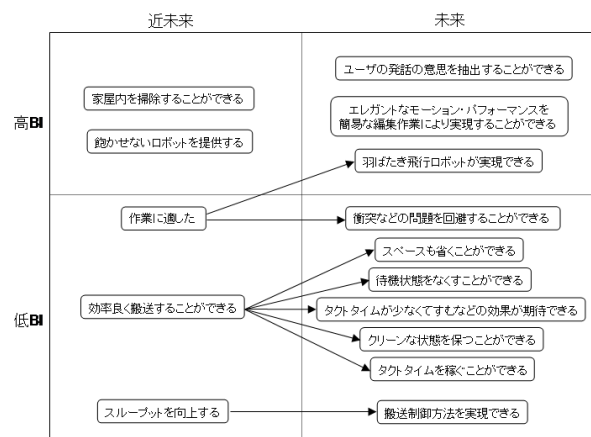 近未来
未来
高BI
ユーザの発話の意思を抽出することができる
家屋内を掃除することができる
エレガントなモーション・パフォーマンスを
簡易な編集作業により実現することができる
飽かせないロボットを提供する
羽ばたき飛行ロボットが実現できる
作業に適した
衝突などの問題を回避することができる
スペースも省くことができる
待機状態をなくすことができる
低BI
効率良く搬送することができる
タクトタイムが少なくてすむなどの効果が期待できる
クリーンな状態を保つことができる
タクトタイムを稼ぐことができる
スループットを向上する
搬送制御方法を実現できる